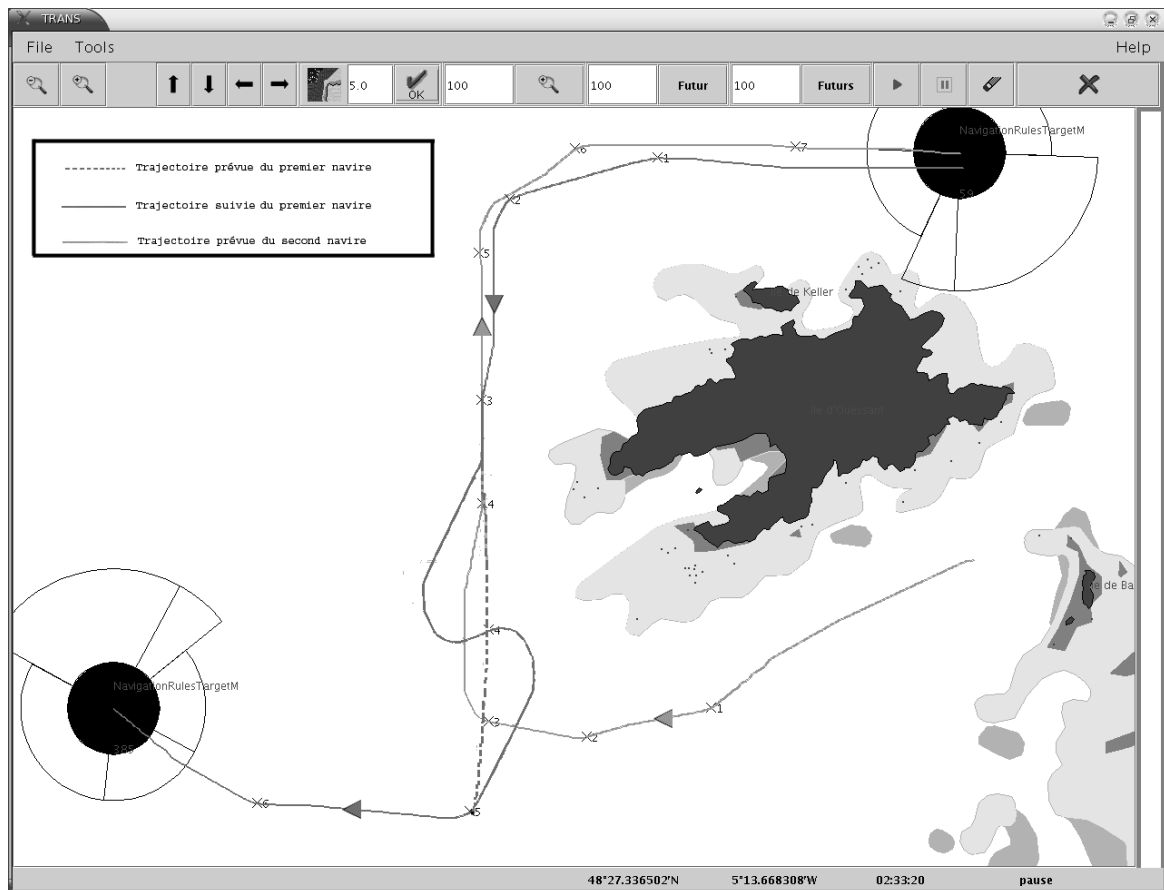 TRANS
File Tools Help
5.0 OK 100 100 Futur 100 Futurs
Trajectoire prévue du premier navire
Trajectoire suivie du premier navire
Trajectoire prévue du second navire
NavigationRulesTargetM
59
6
1
7
2
5
de Keller
3
Ile d'Ouessant
4
4
e de Ba
3
1
2
NavigationRulesTargetM
385
6
5
48°27.336502'N 5°13.668308'W 02:33:20 pause